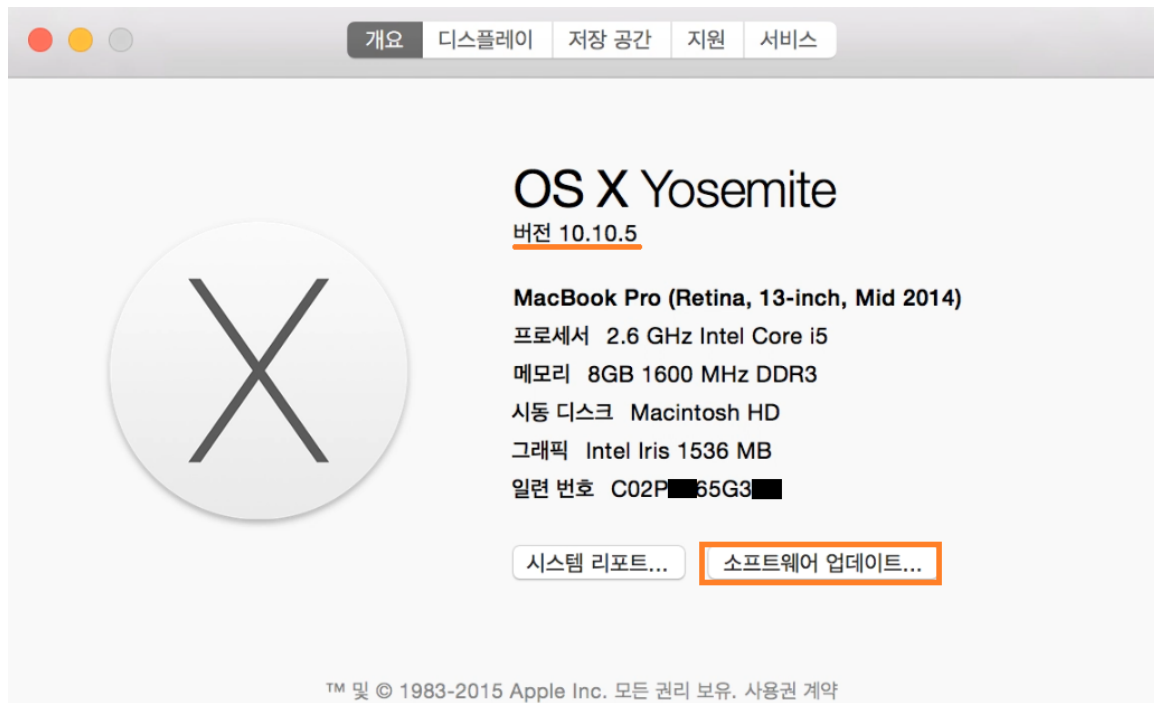 개요 디스플레이 저장 공간 지원 서비스
OS X Yosemite
버전 10.10.5
MacBook Pro (Retina, 13-inch, Mid 2014)
프로세서 2.6 GHz Intel Core i5
메모리 8GB 1600 MHz DDR3
시동 디스크 Macintosh HD
그래픽 Intel Iris 1536 MB
일련 번호 C02P 65G3
시스템 리포트... 소프트웨어 업데이트...
™ 및 © 1983-2015 Apple Inc. 모든 권리 보유. 사용권 계약